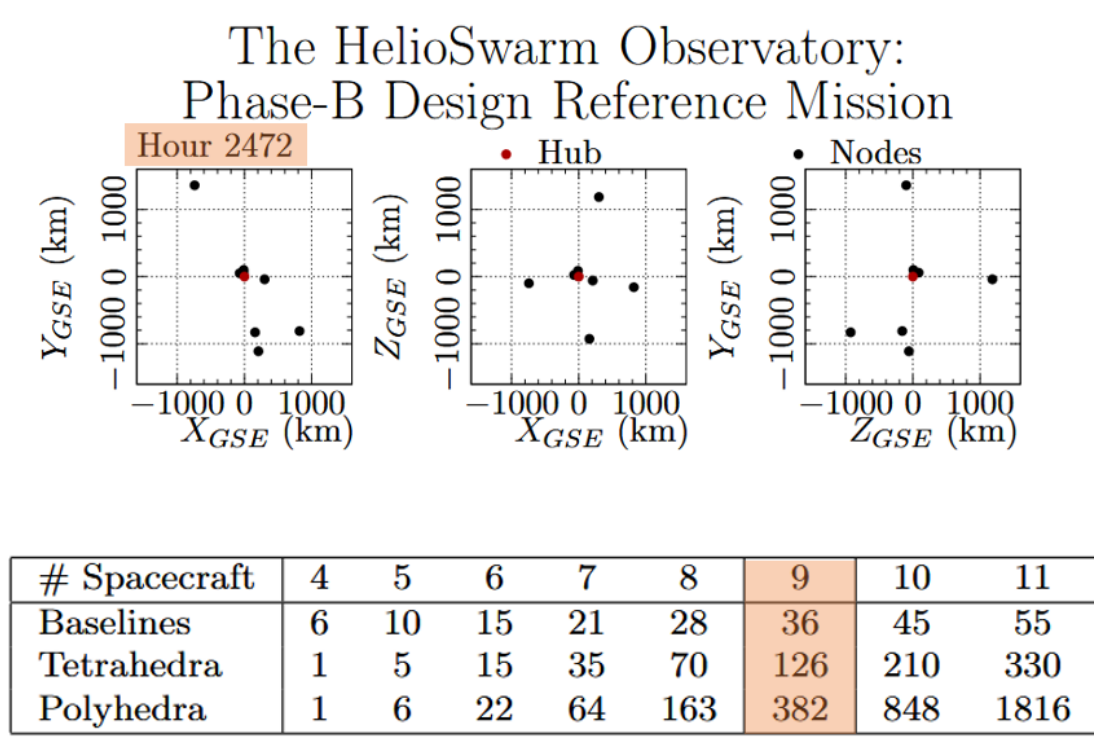 The HelioSwarm Observatory:
Phase-B Design Reference Mission
Hour 2472
Hub
Nodes
Y_GSE (km)
1000
0
−1000
−1000 0 1000
X_GSE (km)
Z_GSE (km)
1000
0
−1000
−1000 0 1000
X_GSE (km)
Y_GSE (km)
1000
0
−1000
−1000 0 1000
Z_GSE (km)
# Spacecraft 4 5 6 7 8 9 10 11
Baselines 6 10 15 21 28 36 45 55
Tetrahedra 1 5 15 35 70 126 210 330
Polyhedra 1 6 22 64 163 382 848 1816